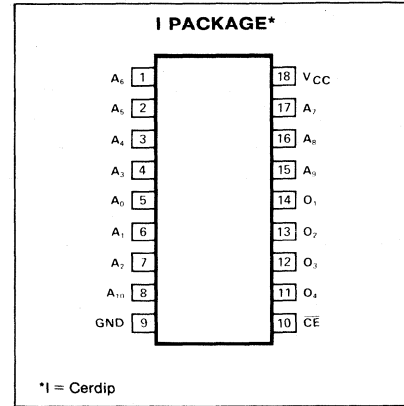 I PACKAGE*
A₆ 1 18 VCC
A₅ 2 17 A₇
A₄ 3 16 A₈
A₃ 4 15 A₉
A₀ 5 14 O₁
A₁ 6 13 O₂
A₂ 7 12 O₃
A₁₀ 8 11 O₄
GND 9 10 C̅E̅
*I = Cerdip